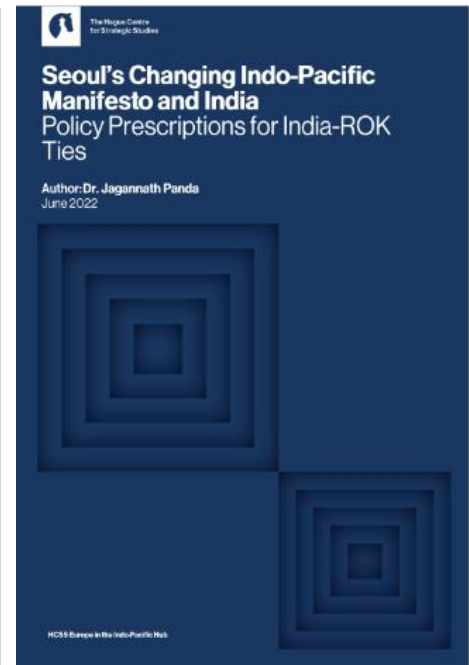 The Hague Centre
for Strategic Studies
Seoul's Changing Indo-Pacific
Manifesto and India
Policy Prescriptions for India-ROK
Ties
Author: Dr. Jagannath Panda
June 2022
HCSS Europe in the Indo-Pacific Hub